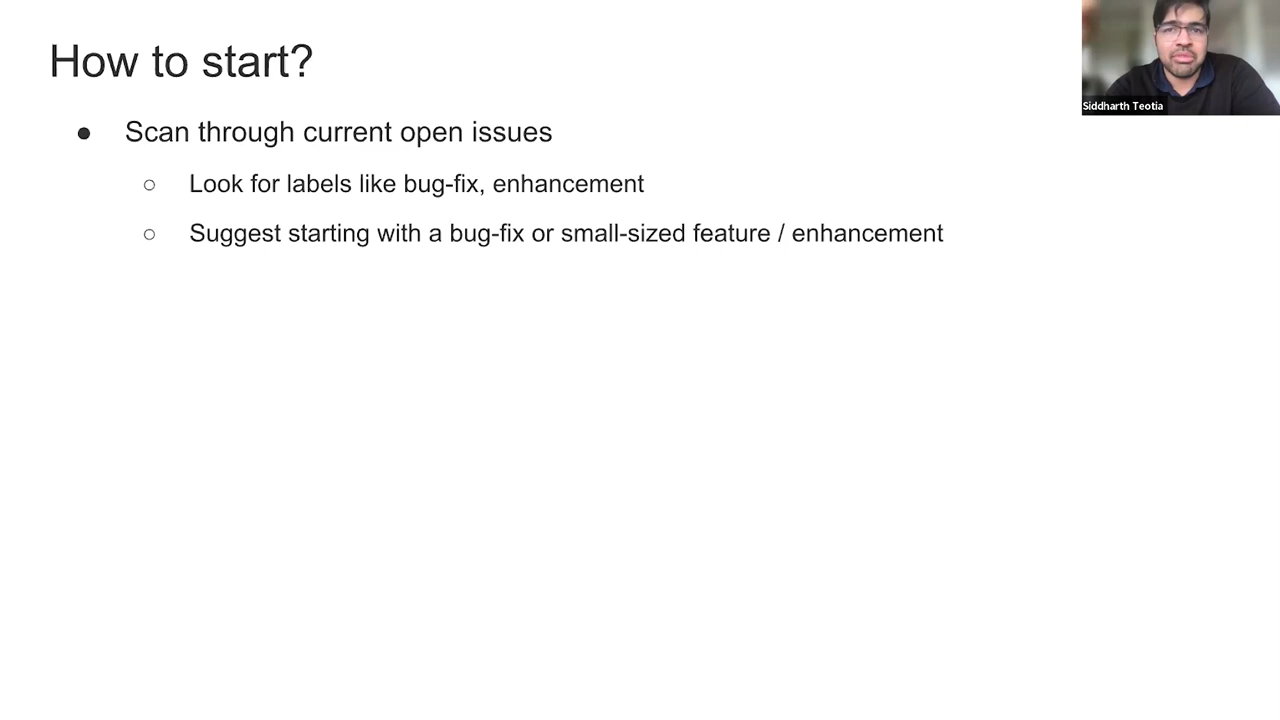 How to start?
● Scan through current open issues
○ Look for labels like bug-fix, enhancement
○ Suggest starting with a bug-fix or small-sized feature / enhancement
Siddharth Teotia